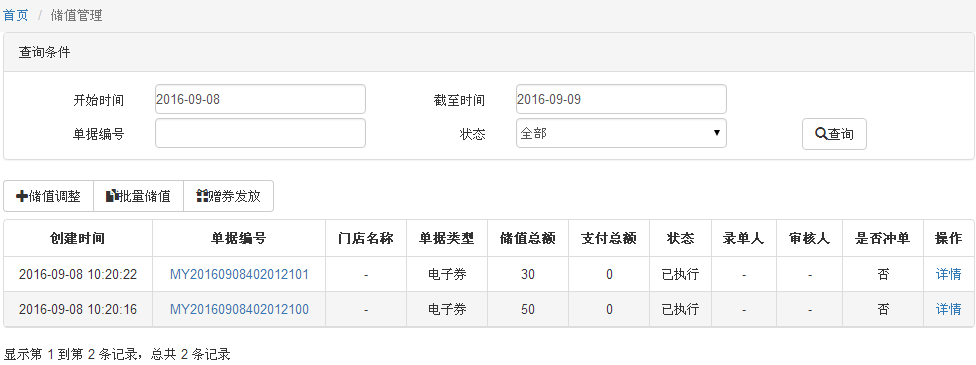 首页 / 储值管理
查询条件
开始时间 2016-09-08 截至时间 2016-09-09
单据编号 状态 全部 查询
储值调整 批量储值 赠券发放
创建时间 单据编号 门店名称 单据类型 储值总额 支付总额 状态 录单人 审核人 是否冲单 操作
2016-09-08 10:20:22 MY20160908402012101 - 电子券 30 0 已执行 - - 否 详情
2016-09-08 10:20:16 MY20160908402012100 - 电子券 50 0 已执行 - - 否 详情
显示第 1 到第 2 条记录，总共 2 条记录